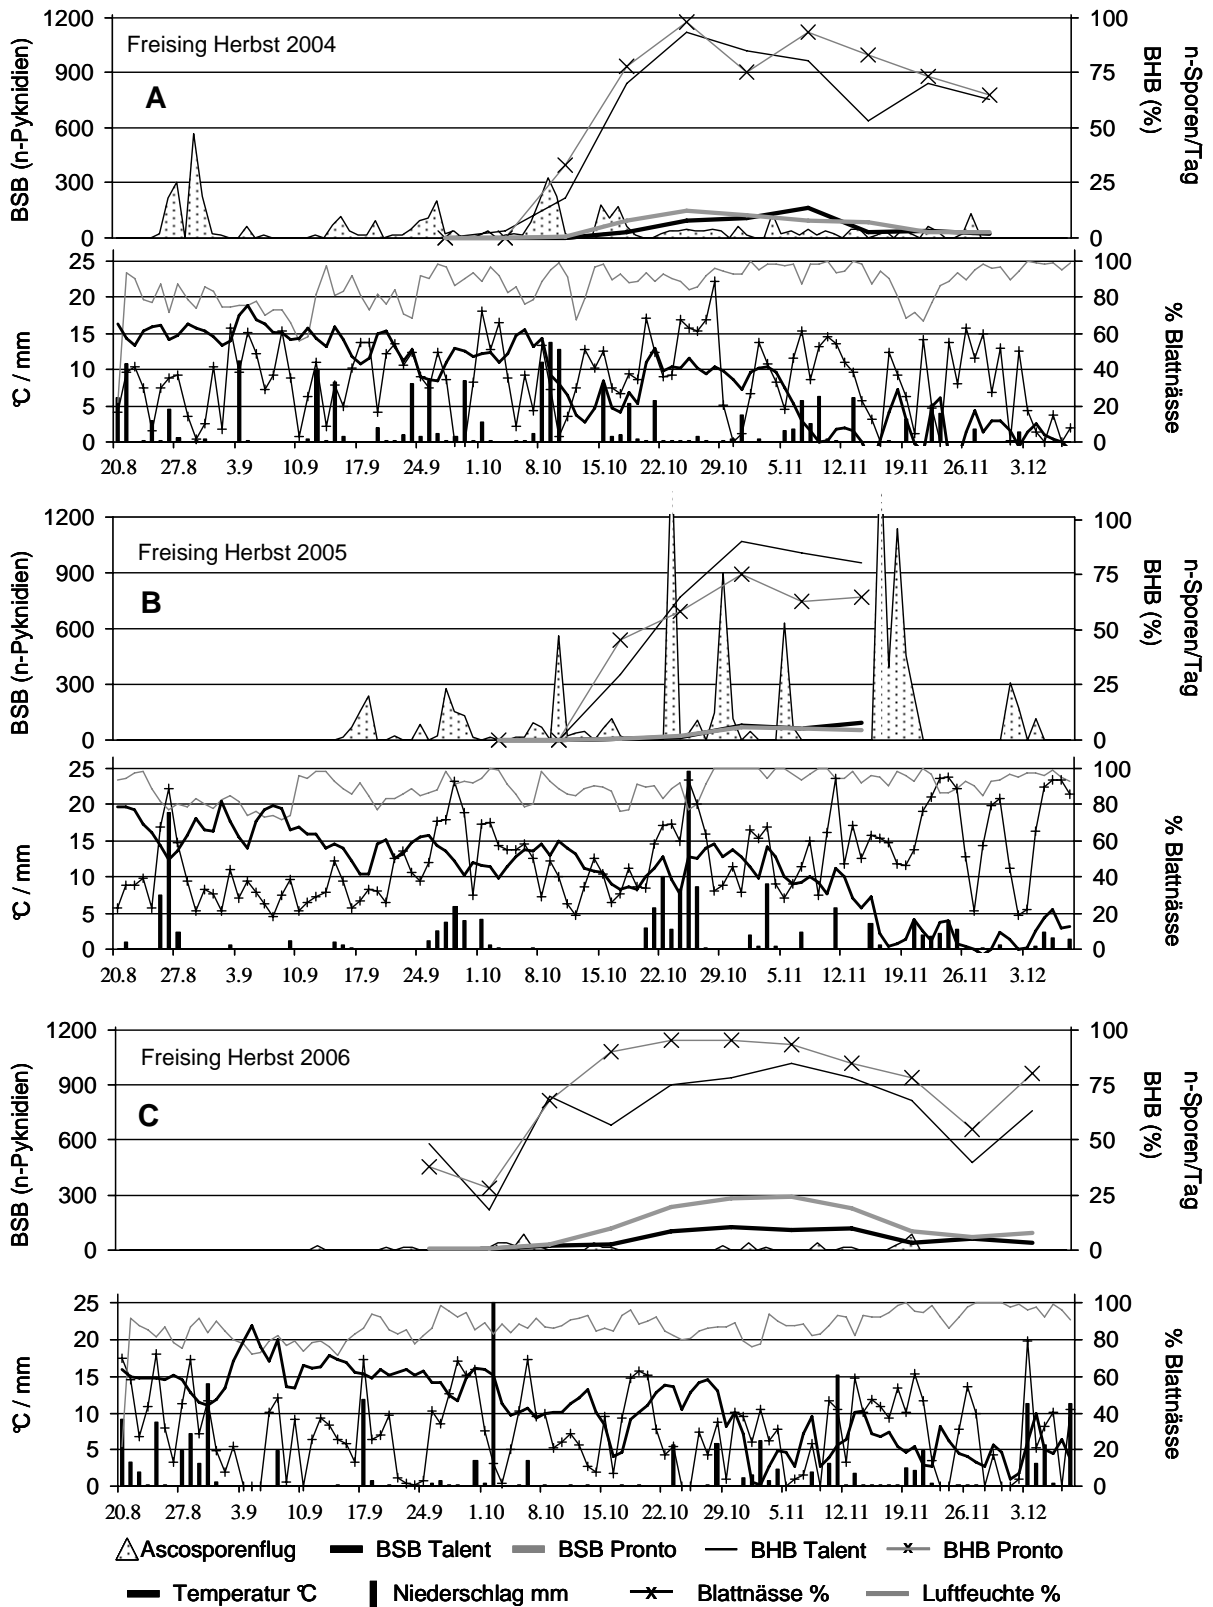 Freising Herbst 2004
A
BSB (n-Pyknidien)
1200
900
600
300
0
100
75
50
25
0
BHB (%)
n-Sporen/Tag
°C / mm
25
20
15
10
5
0
100
80
60
40
20
0
% Blattnässe
20.8 27.8 3.9 10.9 17.9 24.9 1.10 8.10 15.10 22.10 29.10 5.11 12.11 19.11 26.11 3.12
Freising Herbst 2005
B
BSB (n-Pyknidien)
1200
900
600
300
0
100
75
50
25
0
BHB (%)
n-Sporen/Tag
°C / mm
25
20
15
10
5
0
100
80
60
40
20
0
% Blattnässe
20.8 27.8 3.9 10.9 17.9 24.9 1.10 8.10 15.10 22.10 29.10 5.11 12.11 19.11 26.11 3.12
Freising Herbst 2006
C
BSB (n-Pyknidien)
1200
900
600
300
0
100
75
50
25
0
BHB (%)
n-Sporen/Tag
°C / mm
25
20
15
10
5
0
100
80
60
40
20
0
% Blattnässe
20.8 27.8 3.9 10.9 17.9 24.9 1.10 8.10 15.10 22.10 29.10 5.11 12.11 19.11 26.11 3.12
Ascosporenflug BSB Talent BSB Pronto BHB Talent BHB Pronto
Temperatur °C Niederschlag mm Blattnässe % Luftfeuchte %